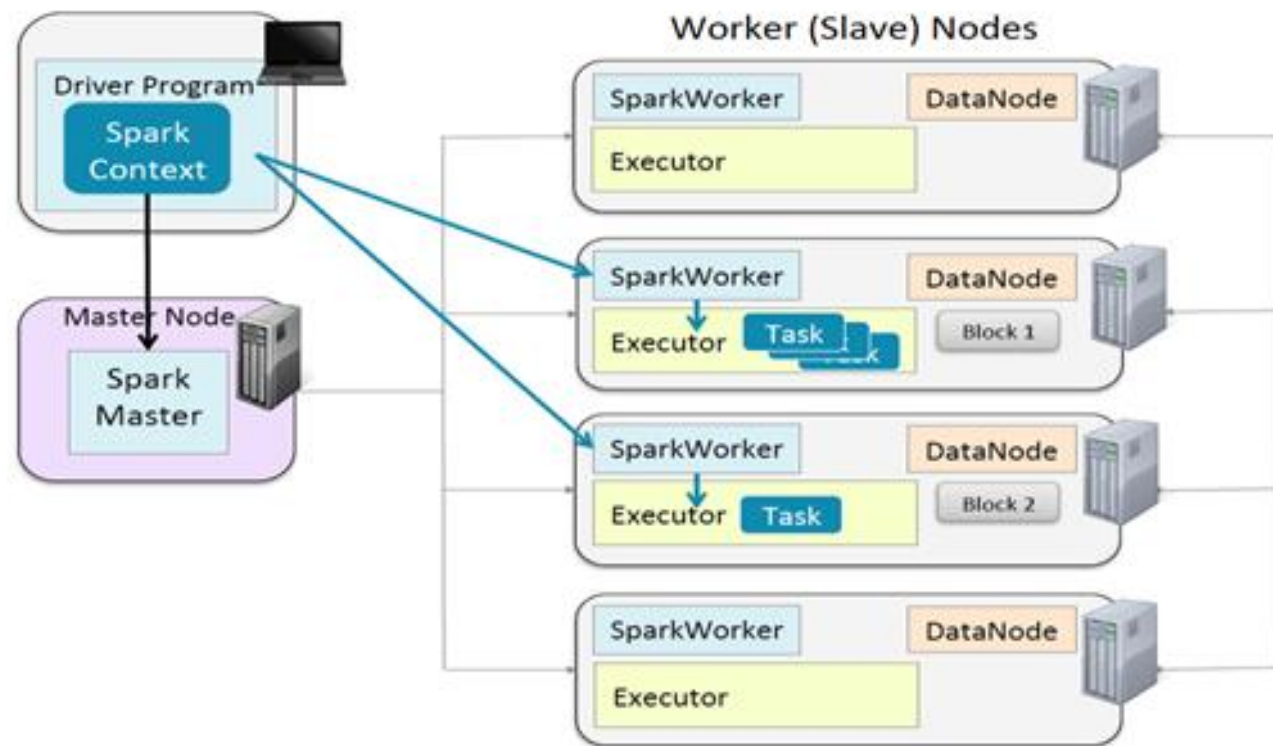 Worker (Slave) Nodes
Driver Program
Spark
Context
Master Node
Spark
Master
SparkWorker
DataNode
Executor
SparkWorker
DataNode
Executor
Task
Task
Block 1
SparkWorker
DataNode
Executor
Task
Block 2
SparkWorker
DataNode
Executor